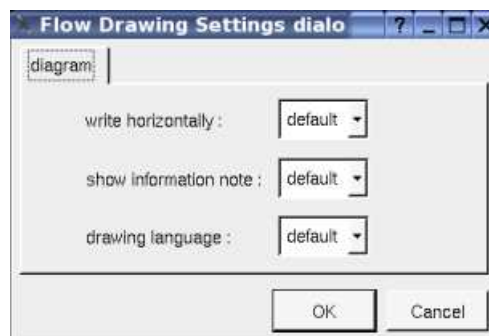 Flow Drawing Settings dialo
diagram
write horizontally : default
show information note : default
drawing language : default
OK Cancel